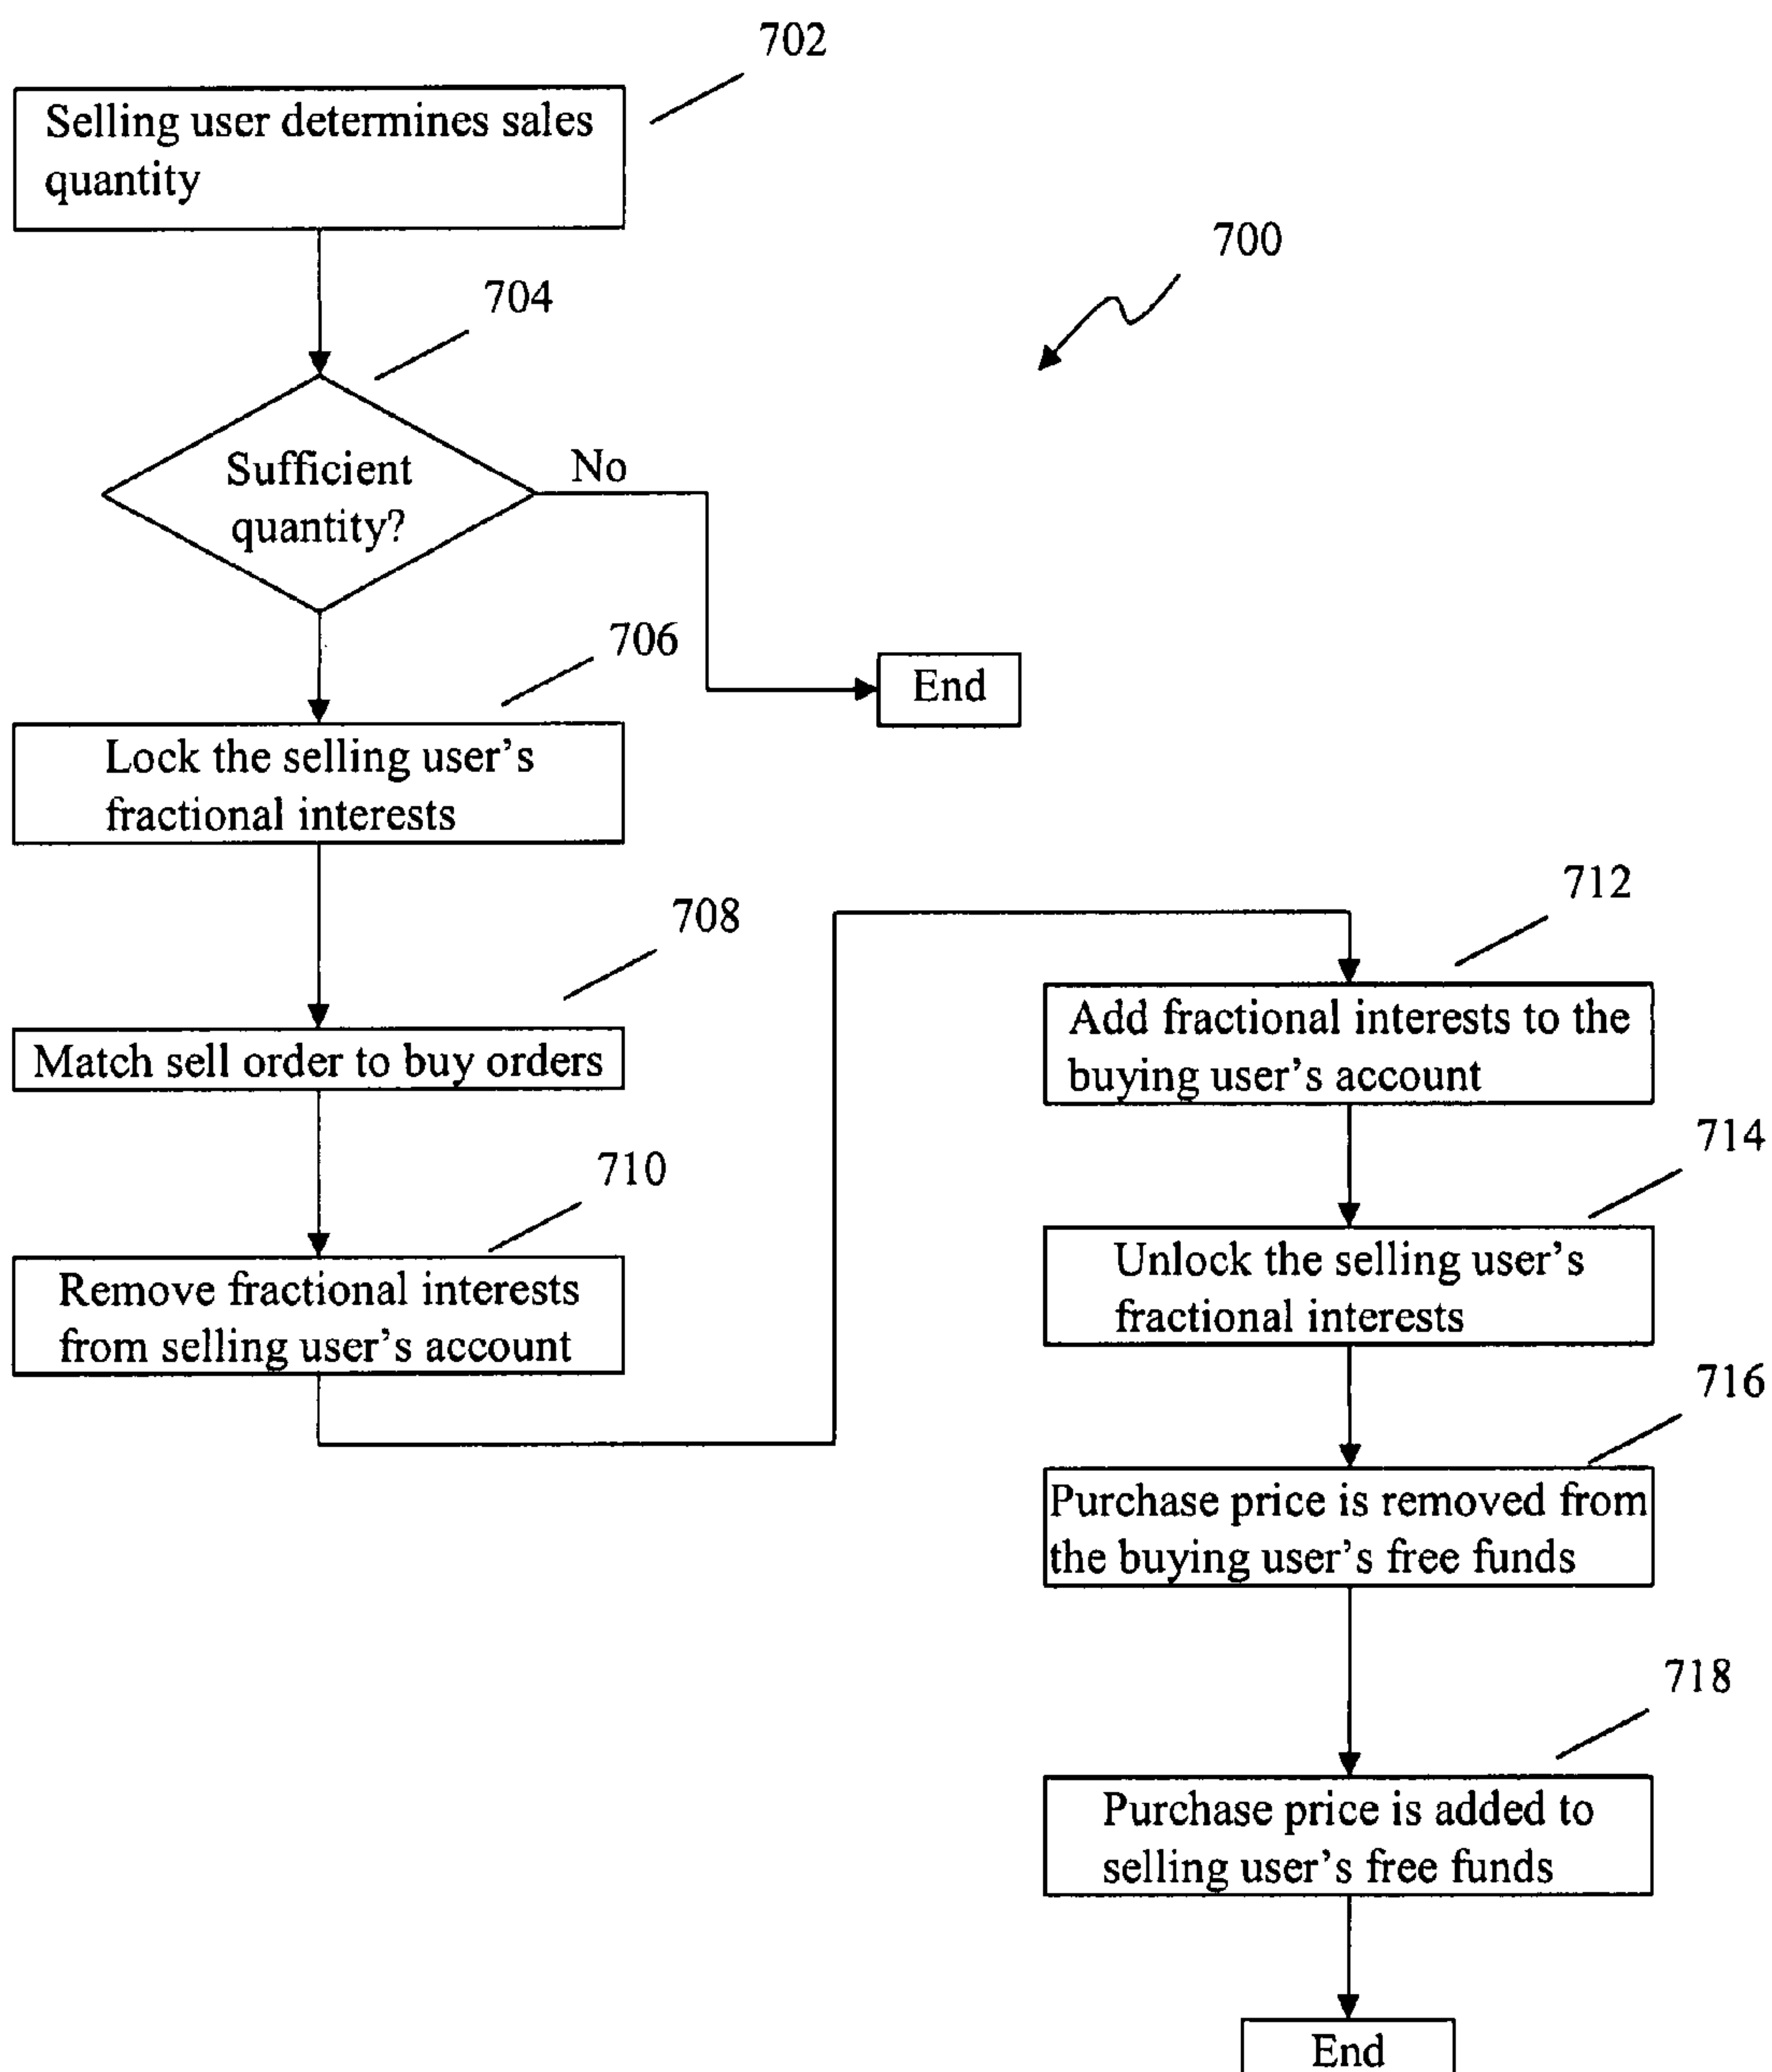 702
Selling user determines sales
quantity
700
704
Sufficient
quantity?
No
End
706
Lock the selling user's
fractional interests
708
Match sell order to buy orders
710
Remove fractional interests
from selling user's account
712
Add fractional interests to the
buying user's account
714
Unlock the selling user's
fractional interests
716
Purchase price is removed from
the buying user's free funds
718
Purchase price is added to
selling user's free funds
End